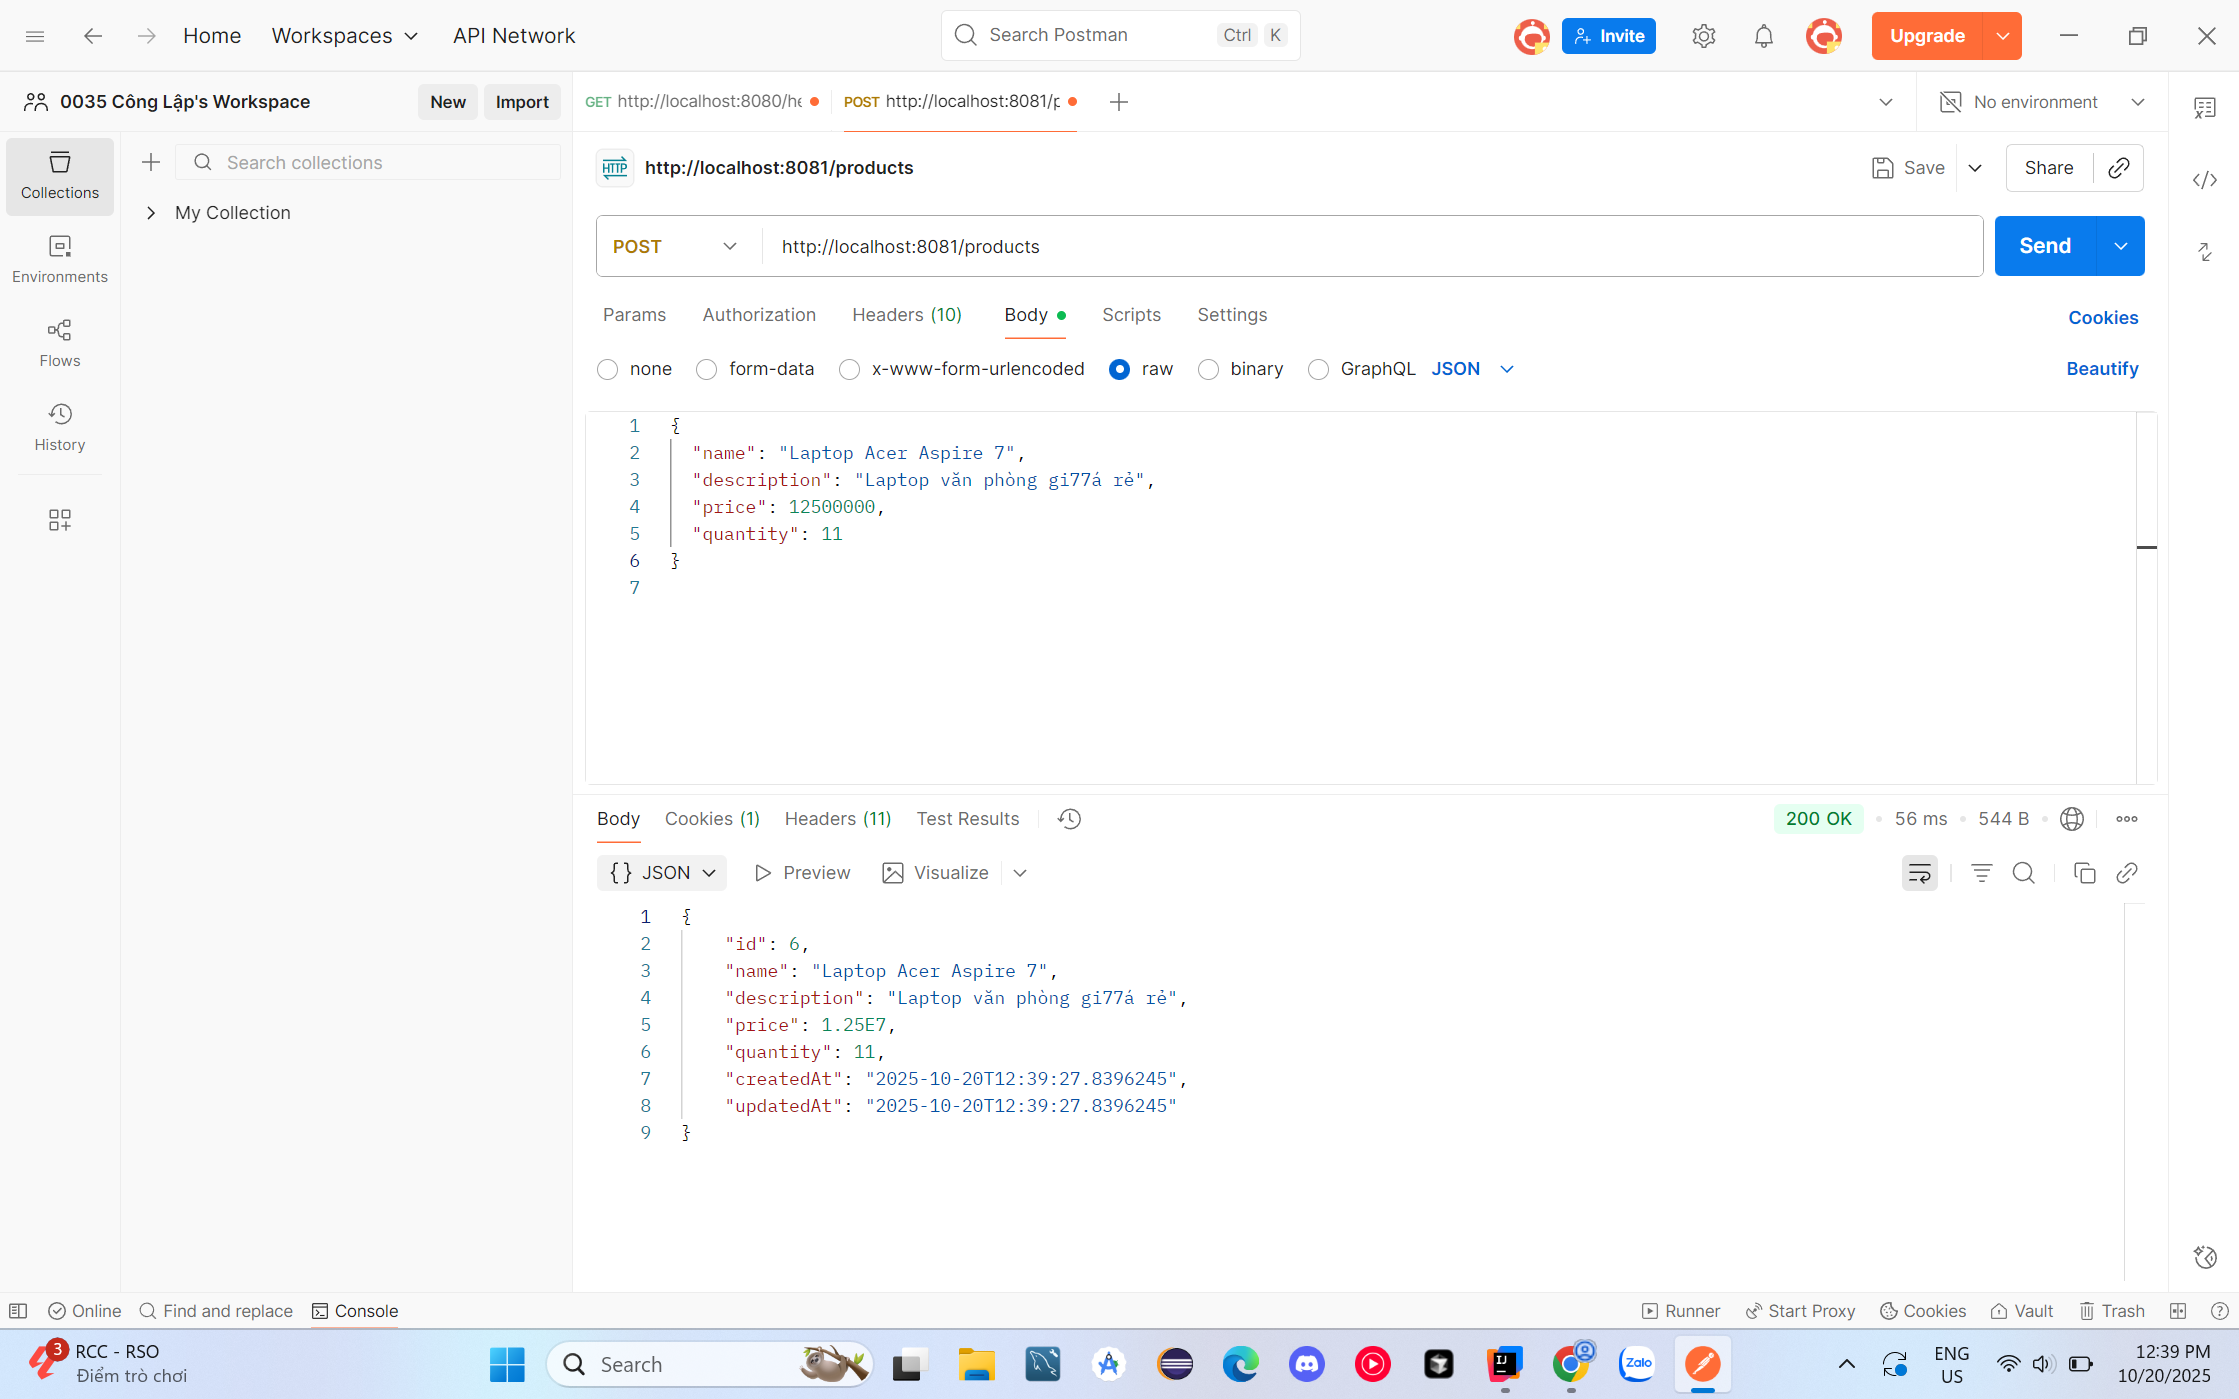 Home Workspaces API Network Search Postman Ctrl K Invite Upgrade
0035 Công Lập's Workspace New Import GET http://localhost:8080/he POST http://localhost:8081/p No environment
Collections
Search collections
My Collection
Environments
Flows
History
HTTP http://localhost:8081/products Save Share
POST http://localhost:8081/products Send
Params Authorization Headers (10) Body Scripts Settings Cookies
none form-data x-www-form-urlencoded raw binary GraphQL JSON Beautify
1 {
2 "name": "Laptop Acer Aspire 7",
3 "description": "Laptop văn phòng gi77á rẻ",
4 "price": 12500000,
5 "quantity": 11
6 }
7
Body Cookies (1) Headers (11) Test Results 200 OK 56 ms 544 B
{} JSON Preview Visualize
1 {
2 "id": 6,
3 "name": "Laptop Acer Aspire 7",
4 "description": "Laptop văn phòng gi77á rẻ",
5 "price": 1.25E7,
6 "quantity": 11,
7 "createdAt": "2025-10-20T12:39:27.8396245",
8 "updatedAt": "2025-10-20T12:39:27.8396245"
9 }
Online Find and replace Console Runner Start Proxy Cookies Vault Trash
3 RCC - RSO
Điểm trò chơi
Search
IJ
Zalo
ENG
US
12:39 PM
10/20/2025